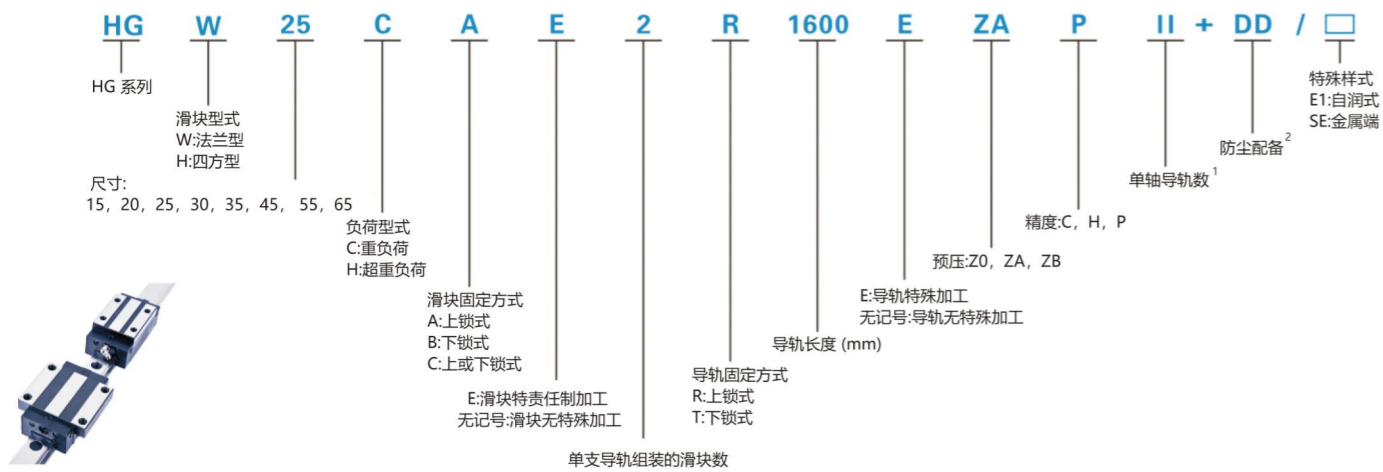 HG W 25 C A E 2 R 1600 E ZA P II + DD / □
HG 系列
滑块型式
W:法兰型
H:四方型
尺寸:
15, 20, 25, 30, 35, 45, 55, 65
负荷型式
C:重负荷
H:超重负荷
滑块固定方式
A:上锁式
B:下锁式
C:上或下锁式
E:滑块特责任制加工
无记号:滑块无特殊加工
单支导轨组装的滑块数
导轨固定方式
R:上锁式
T:下锁式
导轨长度 (mm)
E:导轨特殊加工
无记号:导轨无特殊加工
预压:Z0, ZA, ZB
精度:C, H, P
单轴导轨数1
防尘配备2
特殊样式
E1:自润式
SE:金属端